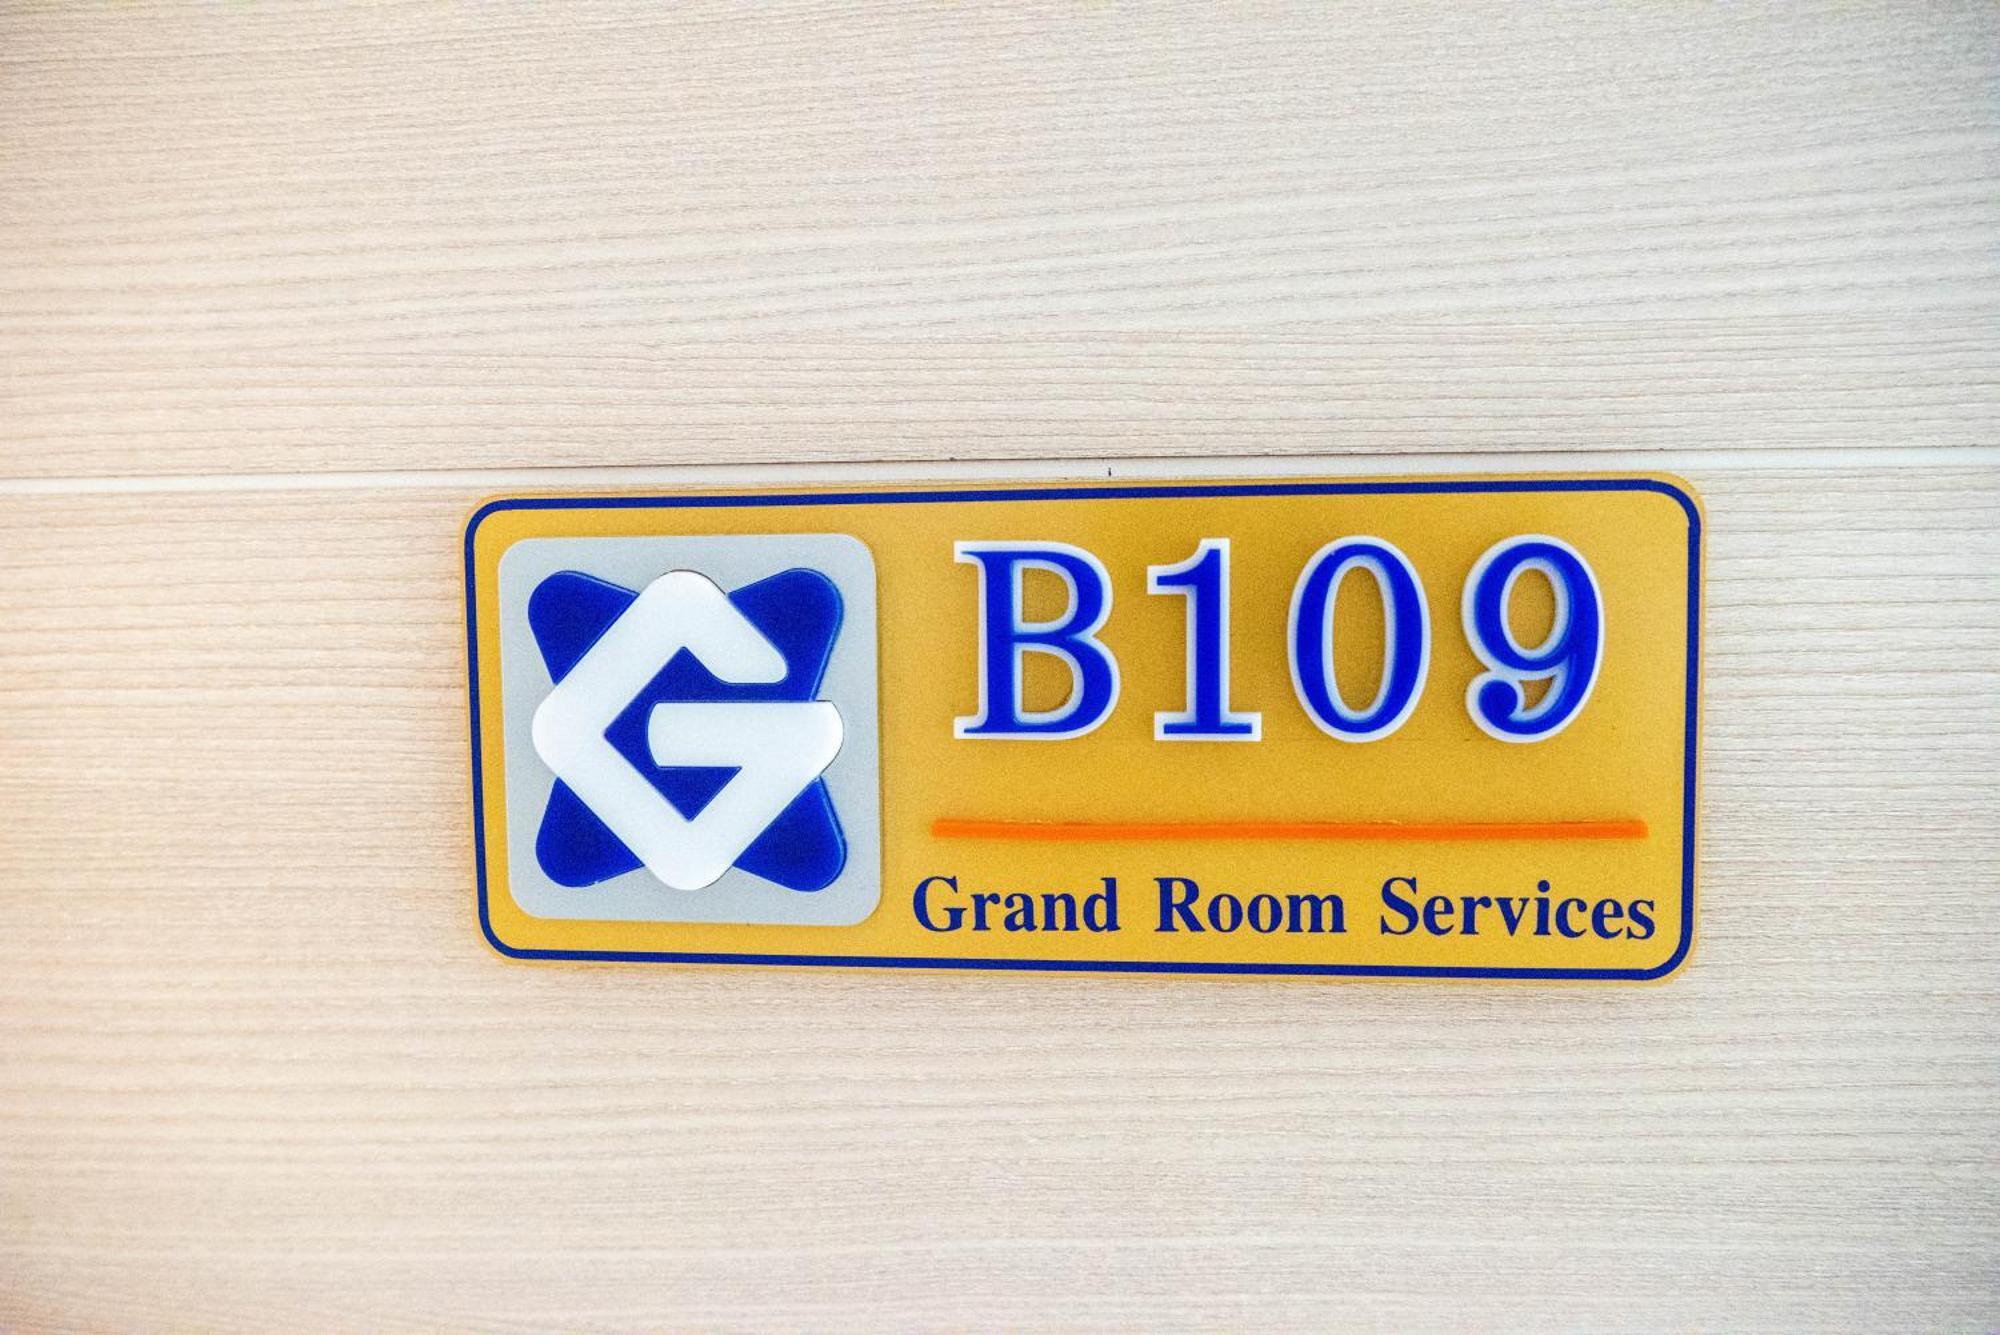 G
B109
Grand Room Services